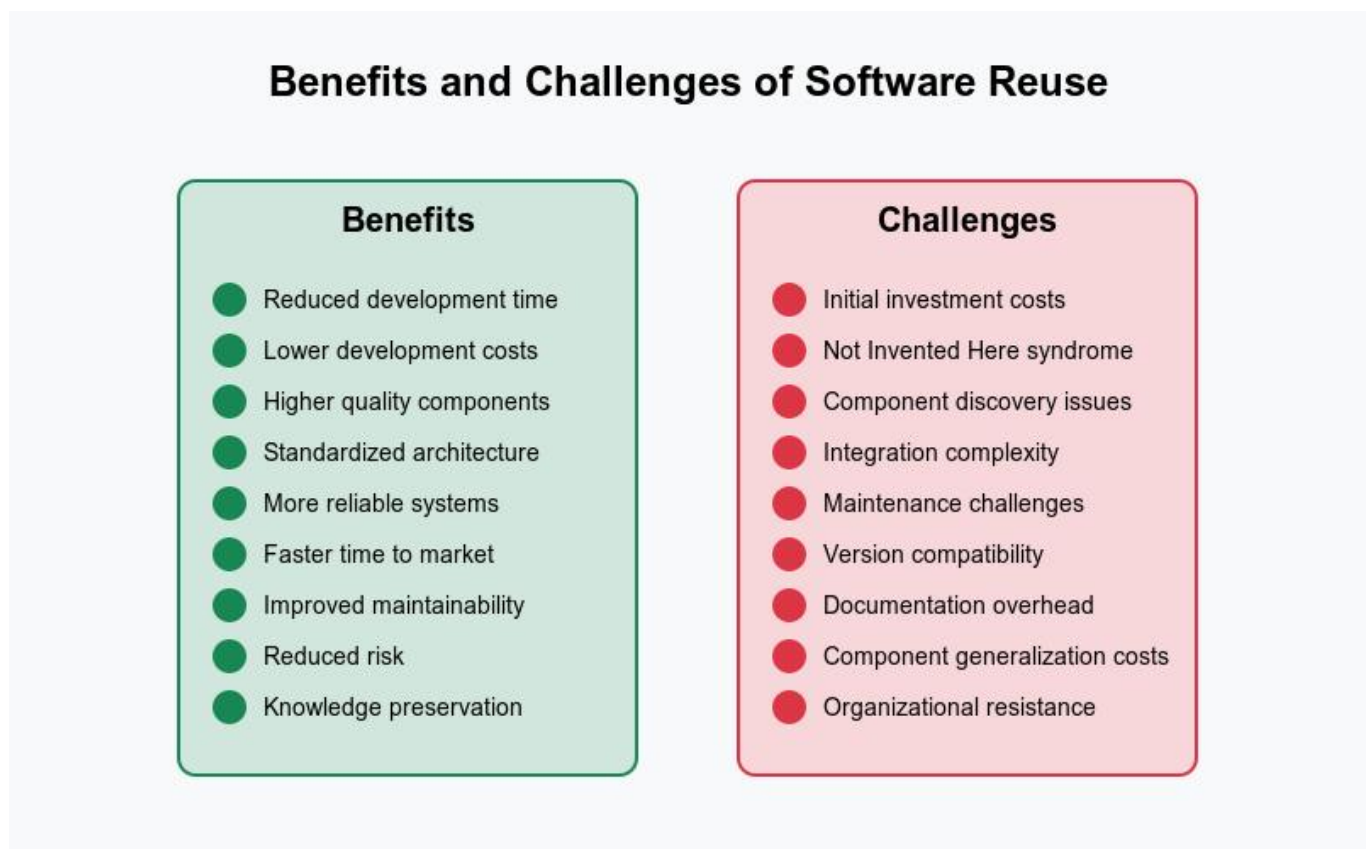 Benefits and Challenges of Software Reuse
Benefits
Reduced development time
Lower development costs
Higher quality components
Standardized architecture
More reliable systems
Faster time to market
Improved maintainability
Reduced risk
Knowledge preservation
Challenges
Initial investment costs
Not Invented Here syndrome
Component discovery issues
Integration complexity
Maintenance challenges
Version compatibility
Documentation overhead
Component generalization costs
Organizational resistance